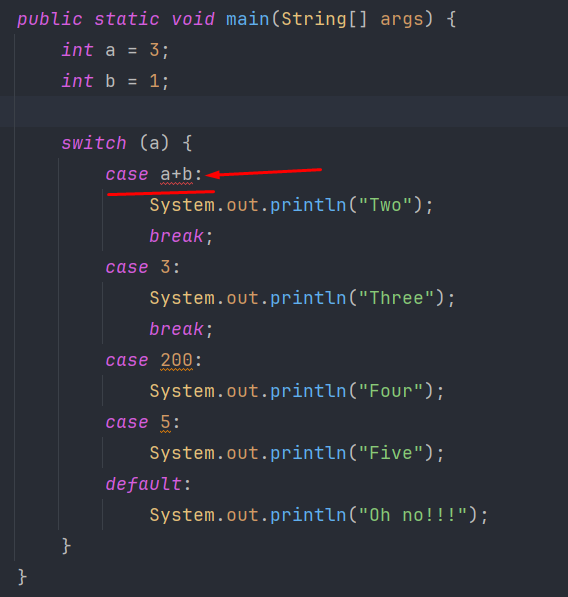 public static void main(String[] args) {
    int a = 3;
    int b = 1;
    switch (a) {
        case a+b:
            System.out.println("Two");
            break;
        case 3:
            System.out.println("Three");
            break;
        case 200:
            System.out.println("Four");
        case 5:
            System.out.println("Five");
        default:
            System.out.println("Oh no!!!");
    }
}